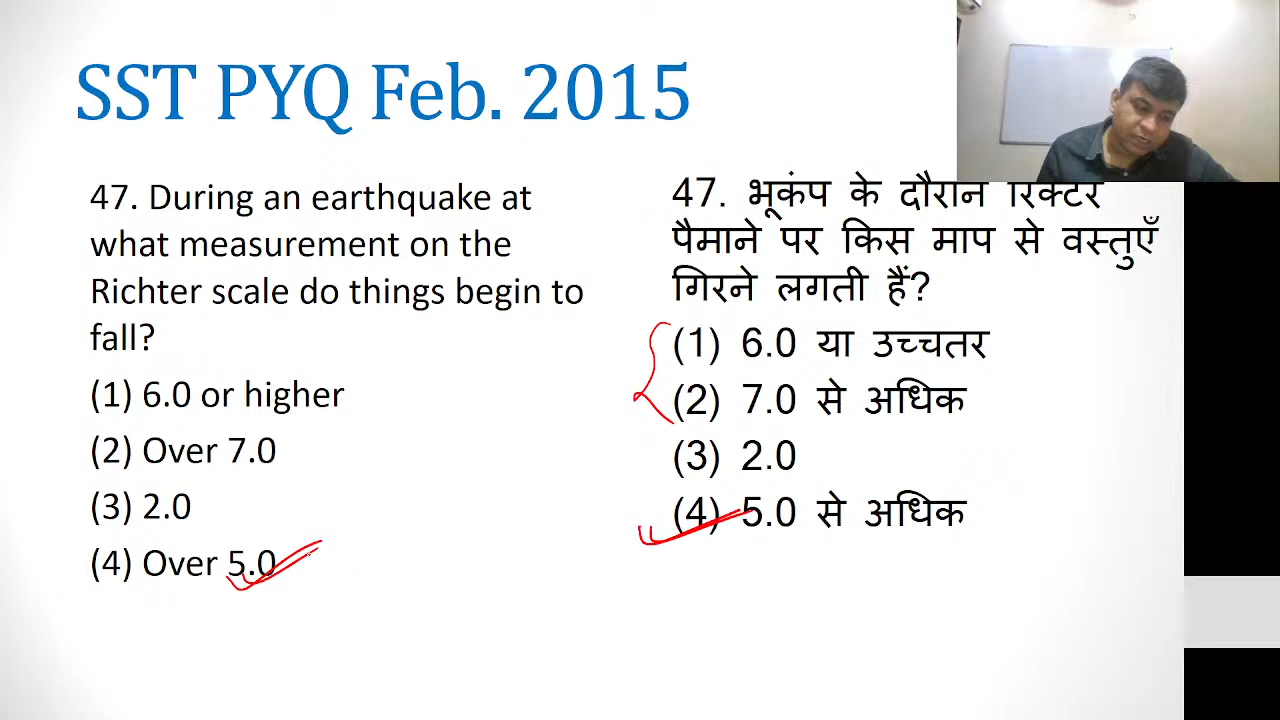 SST PYQ Feb. 2015
47. During an earthquake at
what measurement on the
Richter scale do things begin to
fall?
(1) 6.0 or higher
(2) Over 7.0
(3) 2.0
(4) Over 5.0
47. भूकंप के दौरान रिक्टर
पैमाने पर किस माप से वस्तुएँ
गिरने लगती हैं?
(1) 6.0 या उच्चतर
(2) 7.0 से अधिक
(3) 2.0
(4) 5.0 से अधिक